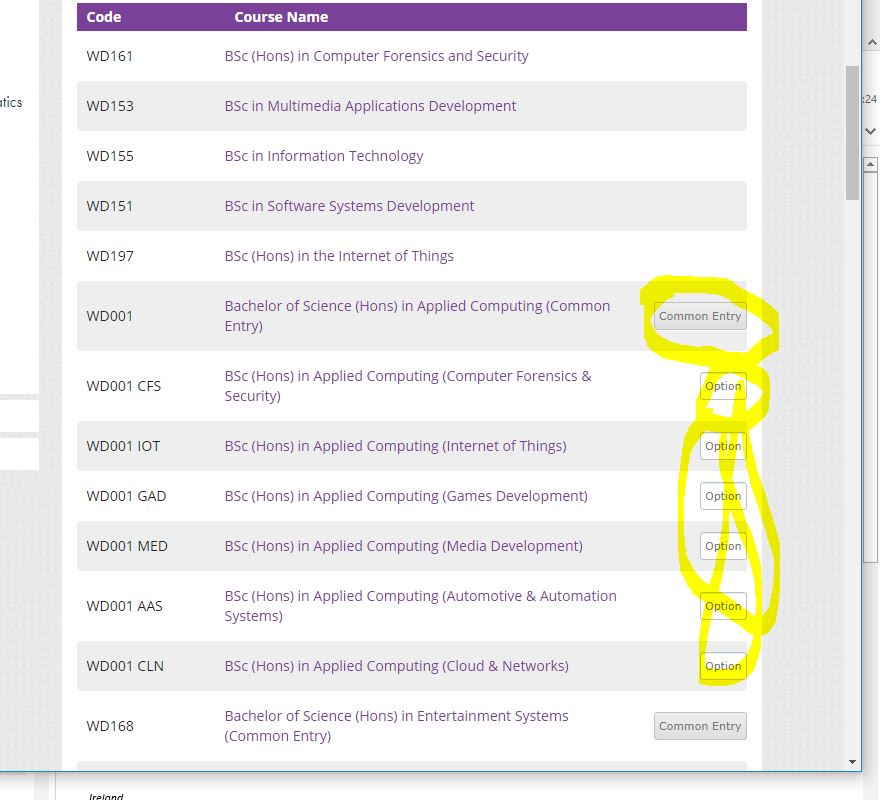 Code Course Name
WD161 BSc (Hons) in Computer Forensics and Security
:24
atics
WD153 BSc in Multimedia Applications Development
WD155 BSc in Information Technology
WD151 BSc in Software Systems Development
WD197 BSc (Hons) in the Internet of Things
WD001 Bachelor of Science (Hons) in Applied Computing (Common
Entry) Common Entry
WD001 CFS BSc (Hons) in Applied Computing (Computer Forensics &
Security) Option
WD001 IOT BSc (Hons) in Applied Computing (Internet of Things) Option
WD001 GAD BSc (Hons) in Applied Computing (Games Development) Option
WD001 MED BSc (Hons) in Applied Computing (Media Development) Option
WD001 AAS BSc (Hons) in Applied Computing (Automotive & Automation
Systems) Option
WD001 CLN BSc (Hons) in Applied Computing (Cloud & Networks) Option
WD168 Bachelor of Science (Hons) in Entertainment Systems
(Common Entry) Common Entry
Ireland